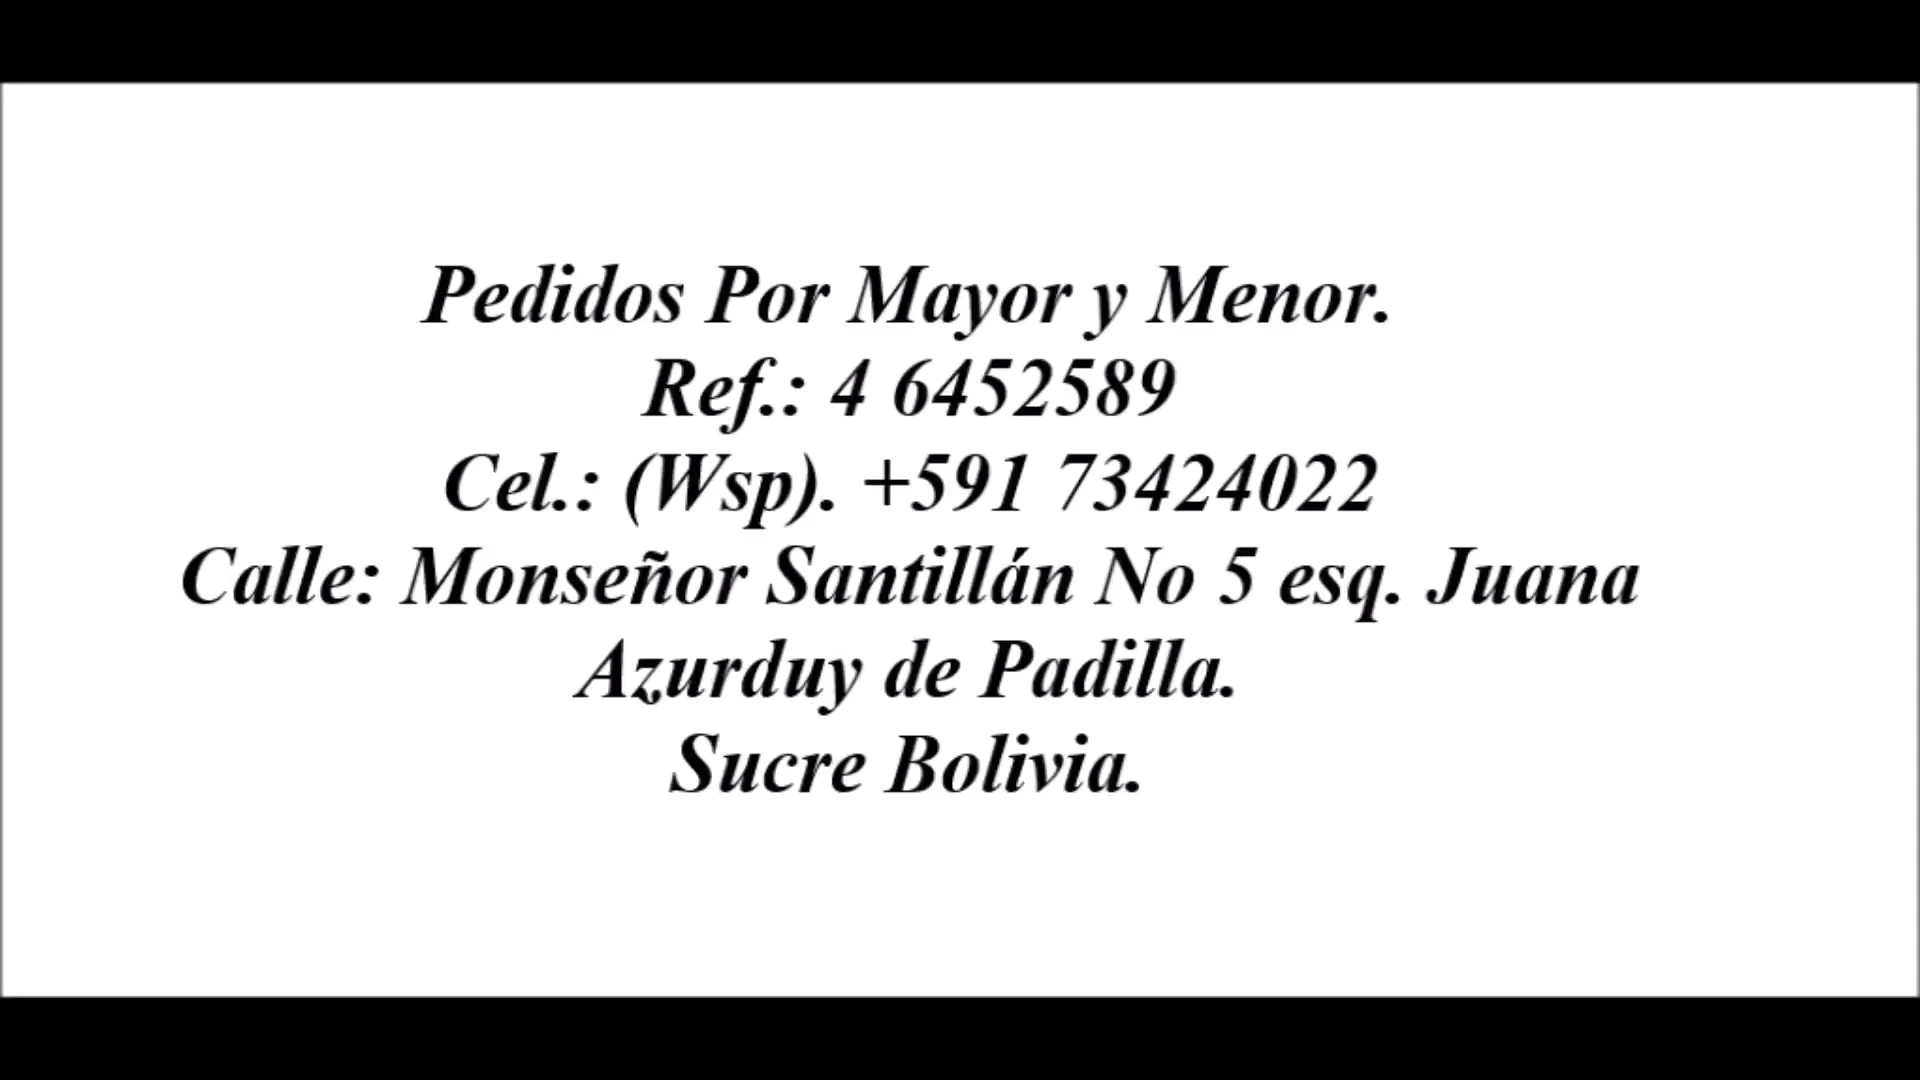 Pedidos Por Mayor y Menor.
Ref.: 4 6452589
Cel.: (Wsp). +591 73424022
Calle: Monseñor Santillán No 5 esq. Juana
Azurduy de Padilla.
Sucre Bolivia.